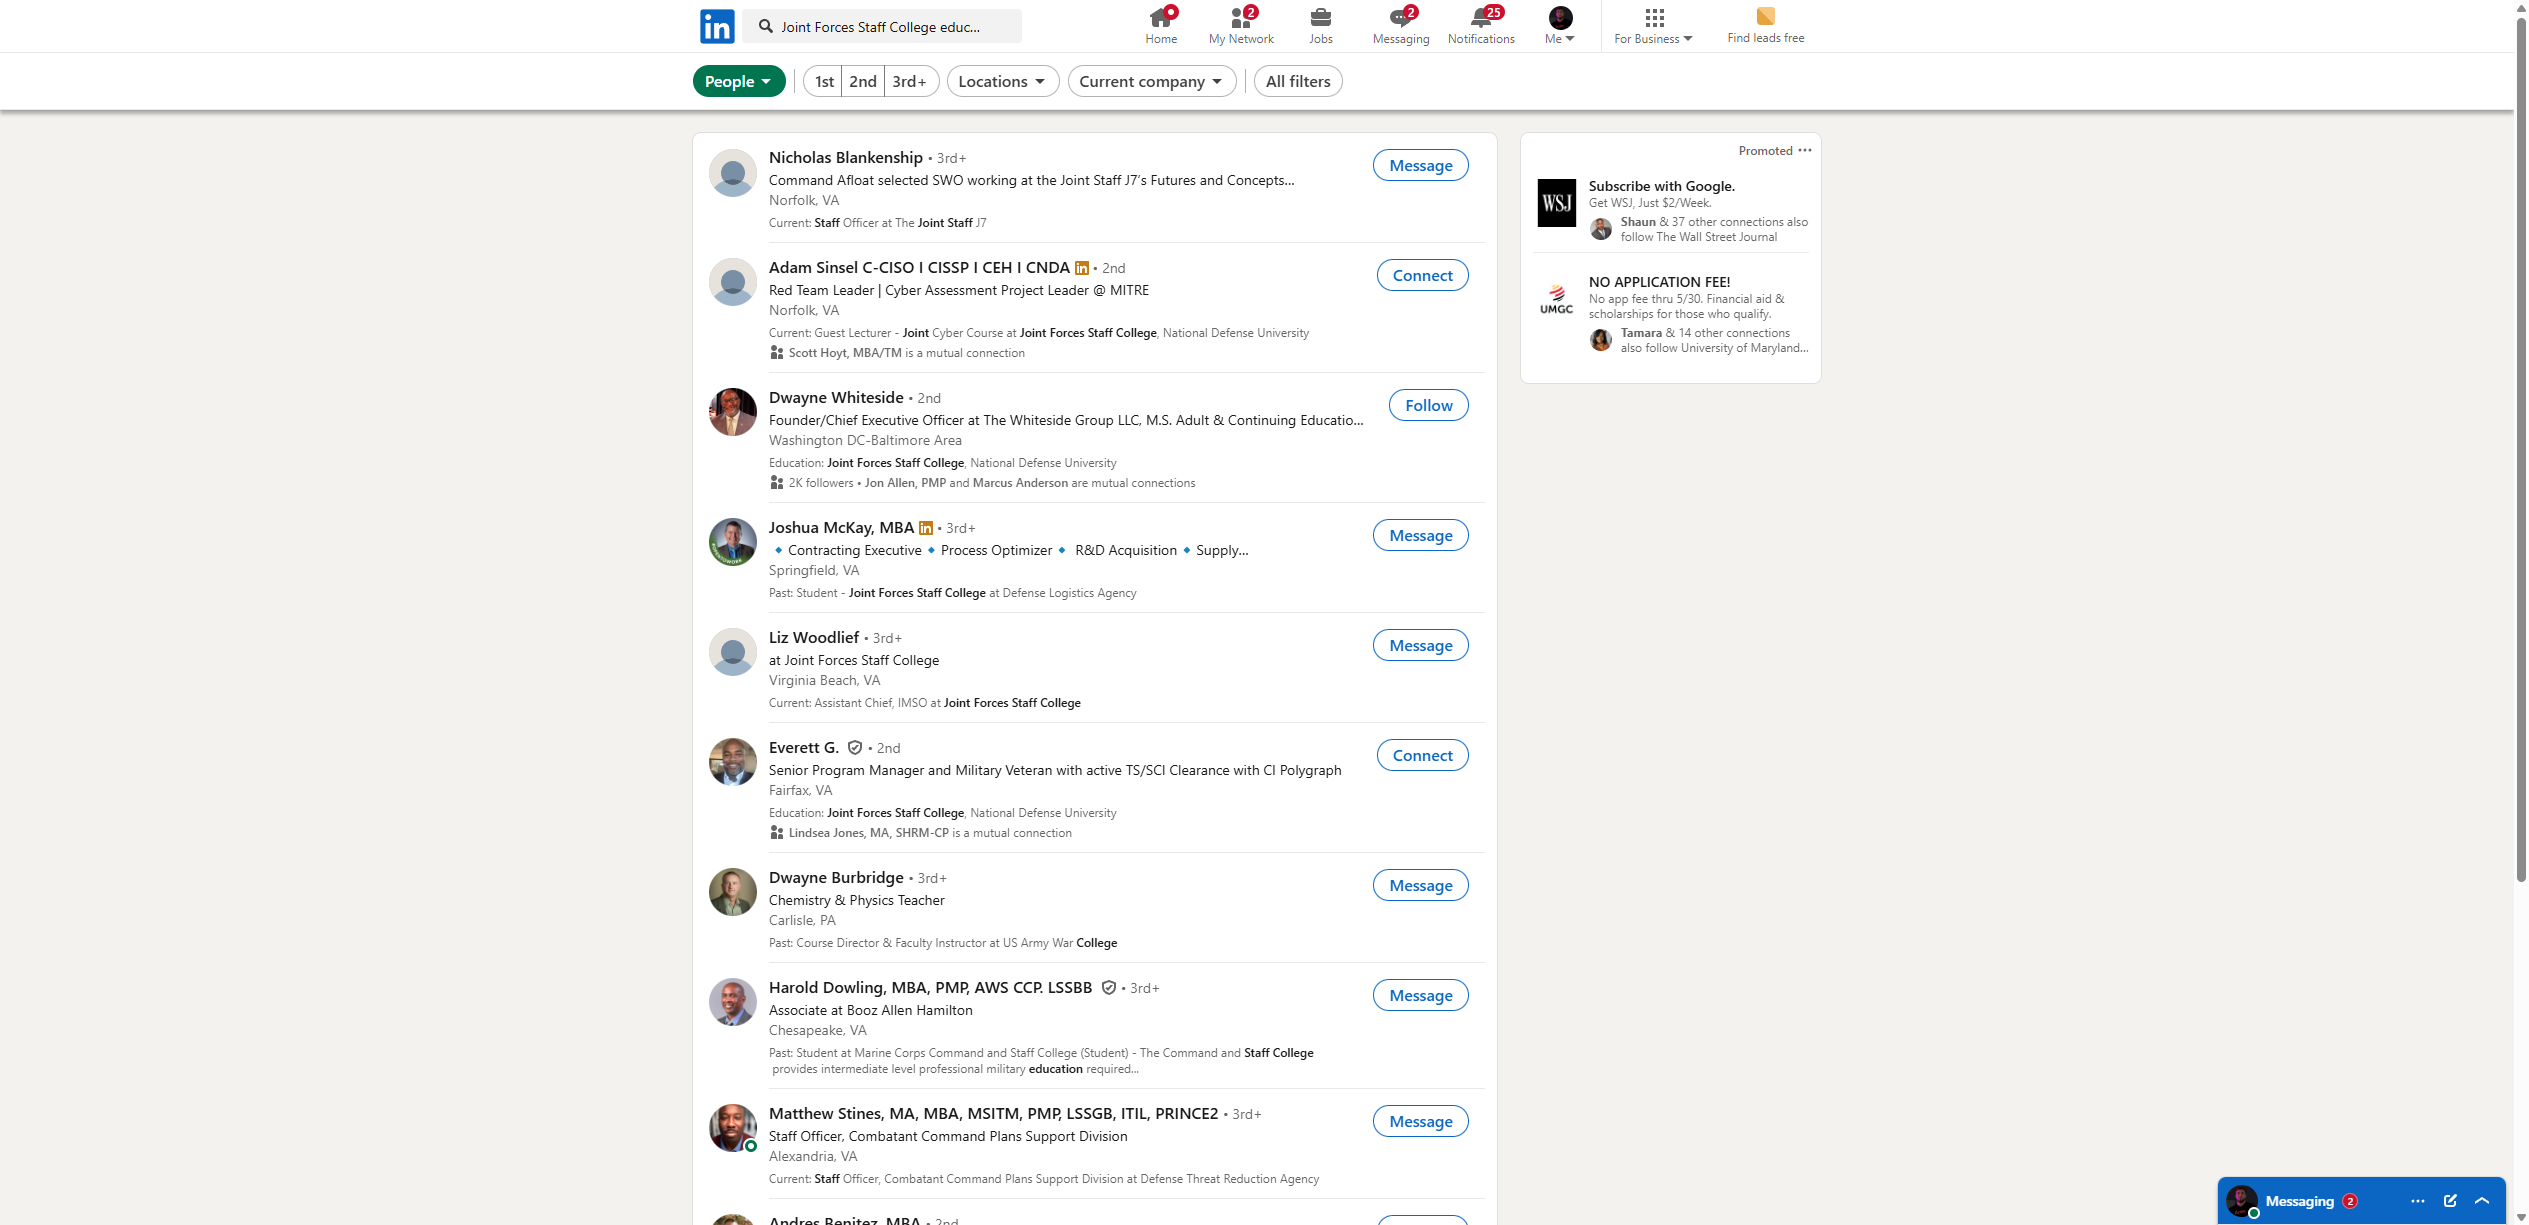 in
Joint Forces Staff College educ...
Home
2
My Network
Jobs
2
Messaging
25
Notifications
Me
For Business
Find leads free
People
1st
2nd
3rd+
Locations
Current company
All filters
Nicholas Blankenship • 3rd+
Message
Command Afloat selected SWO working at the Joint Staff J7’s Futures and Concepts...
Norfolk, VA
Current: Staff Officer at The Joint Staff J7
Adam Sinsel C-CISO I CISSP I CEH I CNDA in • 2nd
Connect
Red Team Leader | Cyber Assessment Project Leader @ MITRE
Norfolk, VA
Current: Guest Lecturer - Joint Cyber Course at Joint Forces Staff College, National Defense University
Scott Hoyt, MBA/TM is a mutual connection
Dwayne Whiteside • 2nd
Follow
Founder/Chief Executive Officer at The Whiteside Group LLC, M.S. Adult & Continuing Educatio...
Washington DC-Baltimore Area
Education: Joint Forces Staff College, National Defense University
2K followers • Jon Allen, PMP and Marcus Anderson are mutual connections
Joshua McKay, MBA in • 3rd+
Message
🔹Contracting Executive🔹Process Optimizer🔹 R&D Acquisition🔹Supply...
Springfield, VA
Past: Student - Joint Forces Staff College at Defense Logistics Agency
Liz Woodlief • 3rd+
Message
at Joint Forces Staff College
Virginia Beach, VA
Current: Assistant Chief, IMSO at Joint Forces Staff College
Everett G. • 2nd
Connect
Senior Program Manager and Military Veteran with active TS/SCI Clearance with CI Polygraph
Fairfax, VA
Education: Joint Forces Staff College, National Defense University
Lindsea Jones, MA, SHRM-CP is a mutual connection
Dwayne Burbridge • 3rd+
Message
Chemistry & Physics Teacher
Carlisle, PA
Past: Course Director & Faculty Instructor at US Army War College
Harold Dowling, MBA, PMP, AWS CCP. LSSBB • 3rd+
Message
Associate at Booz Allen Hamilton
Chesapeake, VA
Past: Student at Marine Corps Command and Staff College (Student) - The Command and Staff College
provides intermediate level professional military education required...
Matthew Stines, MA, MBA, MSITM, PMP, LSSGB, ITIL, PRINCE2 • 3rd+
Message
Staff Officer, Combatant Command Plans Support Division
Alexandria, VA
Current: Staff Officer, Combatant Command Plans Support Division at Defense Threat Reduction Agency
Andres Benitez, MBA • 2nd
Promoted •••
WSJ
Subscribe with Google.
Get WSJ, Just $2/Week.
Shaun & 37 other connections also
follow The Wall Street Journal
UMGC
NO APPLICATION FEE!
No app fee thru 5/30. Financial aid &
scholarships for those who qualify.
Tamara & 14 other connections
also follow University of Maryland...
Messaging 2